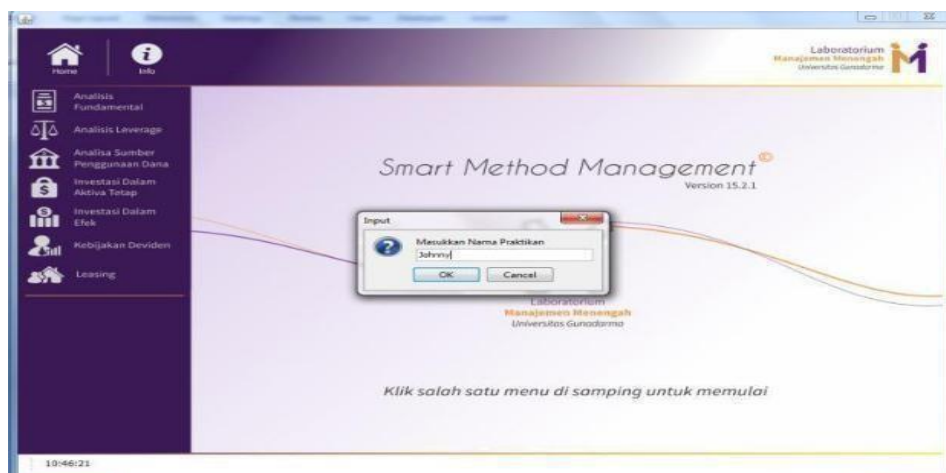 Home
Info
Laboratorium
Manajemen Menengah
Universitas Gunadarma
Analisis
Fundamental
Analisis Leverage
Analisa Sumber
Penggunaan Dana
Investasi Dalam
Aktiva Tetap
Investasi Dalam
Efek
Kebijakan Deviden
Leasing
Smart Method Management©
Version 15.2.1
Input
Masukkan Nama Praktikan
Johnny
OK
Cancel
Laboratorium
Manajemen Menengah
Universitas Gunadarma
Klik salah satu menu di samping untuk memulai
10:46:21